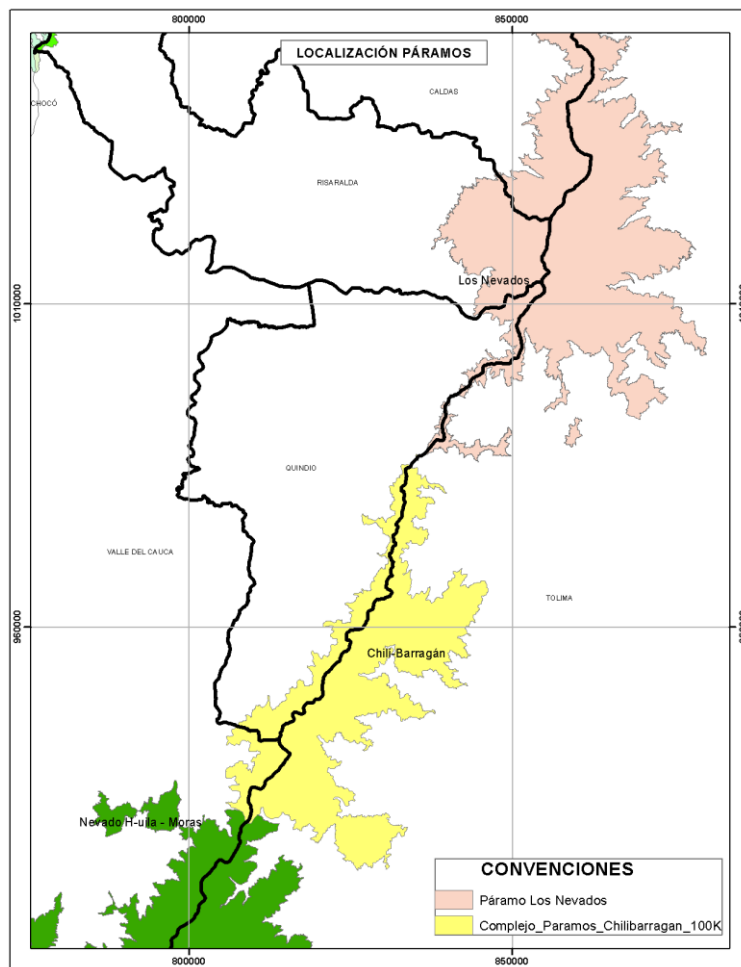 800000
850000
LOCALIZACIÓN PÁRAMOS
CALDAS
CHOCÓ
RISARALDA
Los Nevados
1010000
QUINDIO
VALLE DEL CAUCA
TOLIMA
960000
Chili-Barragán
Nevado H-uila - Moras
CONVENCIONES
Páramo Los Nevados
Complejo_Paramos_Chilibarragan_100K
800000
850000